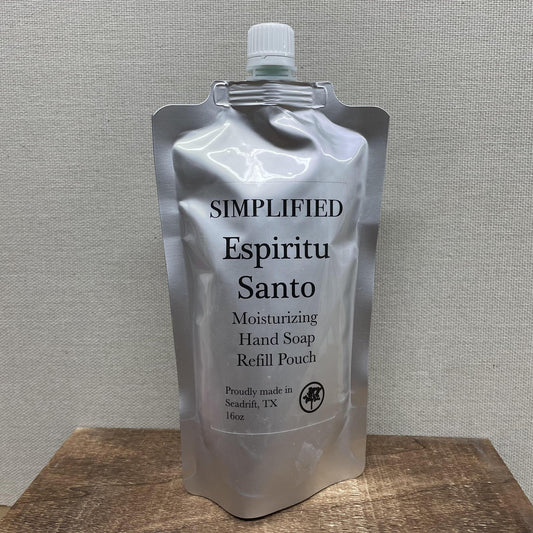 SIMPLIFIED
Espiritu
Santo
Moisturizing
Hand Soap
Refill Pouch
Proudly made in
Seadrift, TX
16oz